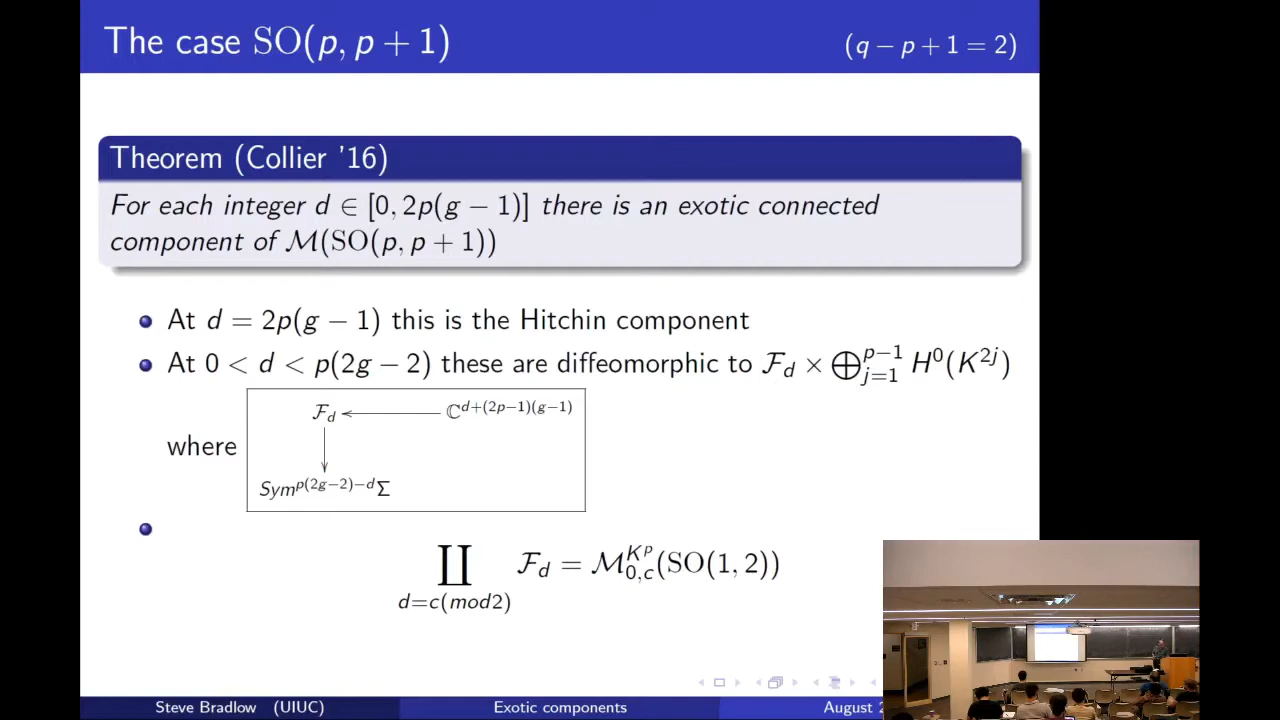 The case SO(p, p + 1)
(q − p + 1 = 2)
Theorem (Collier '16)
For each integer d ∈ [0, 2p(g − 1)] there is an exotic connected
component of ℳ(SO(p, p + 1))
At d = 2p(g − 1) this is the Hitchin component
At 0 < d < p(2g − 2) these are diffeomorphic to ℱ_d × ⊕_{j=1}^{p−1} H^0(K^{2j})
where
ℱ_d ← ℂ^{d+(2p−1)(g−1)}
Sym^{p(2g−2)−d}Σ
∐_{d=c(mod2)} ℱ_d = ℳ_{0,c}^{K^p}(SO(1, 2))
Steve Bradlow (UIUC)
Exotic components
August